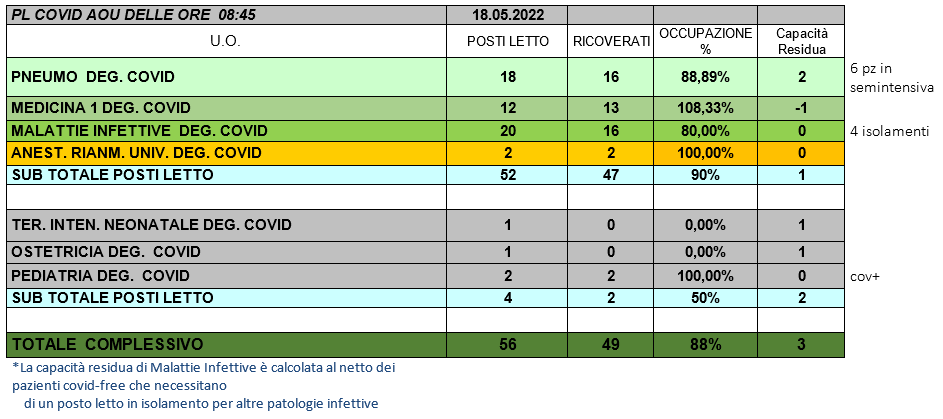 PL COVID AOU DELLE ORE 08:45 18.05.2022
U.O. POSTI LETTO RICOVERATI OCCUPAZIONE % Capacità Residua
PNEUMO DEG. COVID 18 16 88,89% 2 6 pz in semintensiva
MEDICINA 1 DEG. COVID 12 13 108,33% -1
MALATTIE INFETTIVE DEG. COVID 20 16 80,00% 0 4 isolamenti
ANEST. RIANM. UNIV. DEG. COVID 2 2 100,00% 0
SUB TOTALE POSTI LETTO 52 47 90% 1
TER. INTEN. NEONATALE DEG. COVID 1 0 0,00% 1
OSTETRICIA DEG. COVID 1 0 0,00% 1
PEDIATRIA DEG. COVID 2 2 100,00% 0 cov+
SUB TOTALE POSTI LETTO 4 2 50% 2
TOTALE COMPLESSIVO 56 49 88% 3
*La capacità residua di Malattie Infettive è calcolata al netto dei
pazienti covid-free che necessitano
di un posto letto in isolamento per altre patologie infettive